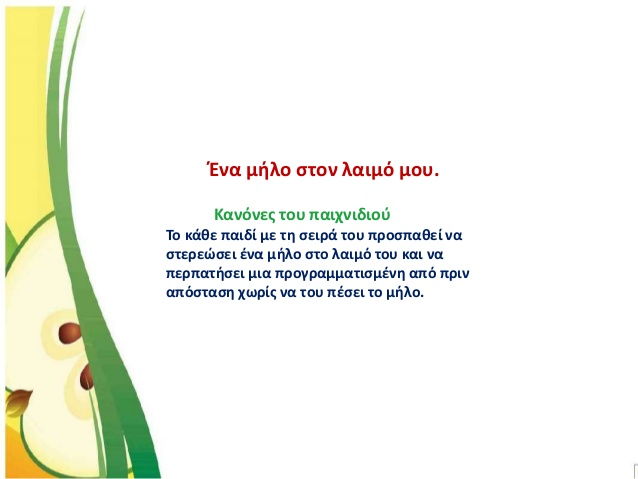 Ένα μήλο στον λαιμό μου.
Κανόνες του παιχνιδιού
Το κάθε παιδί με τη σειρά του προσπαθεί να
στερεώσει ένα μήλο στο λαιμό του και να
περπατήσει μια προγραμματισμένη από πριν
απόσταση χωρίς να του πέσει το μήλο.